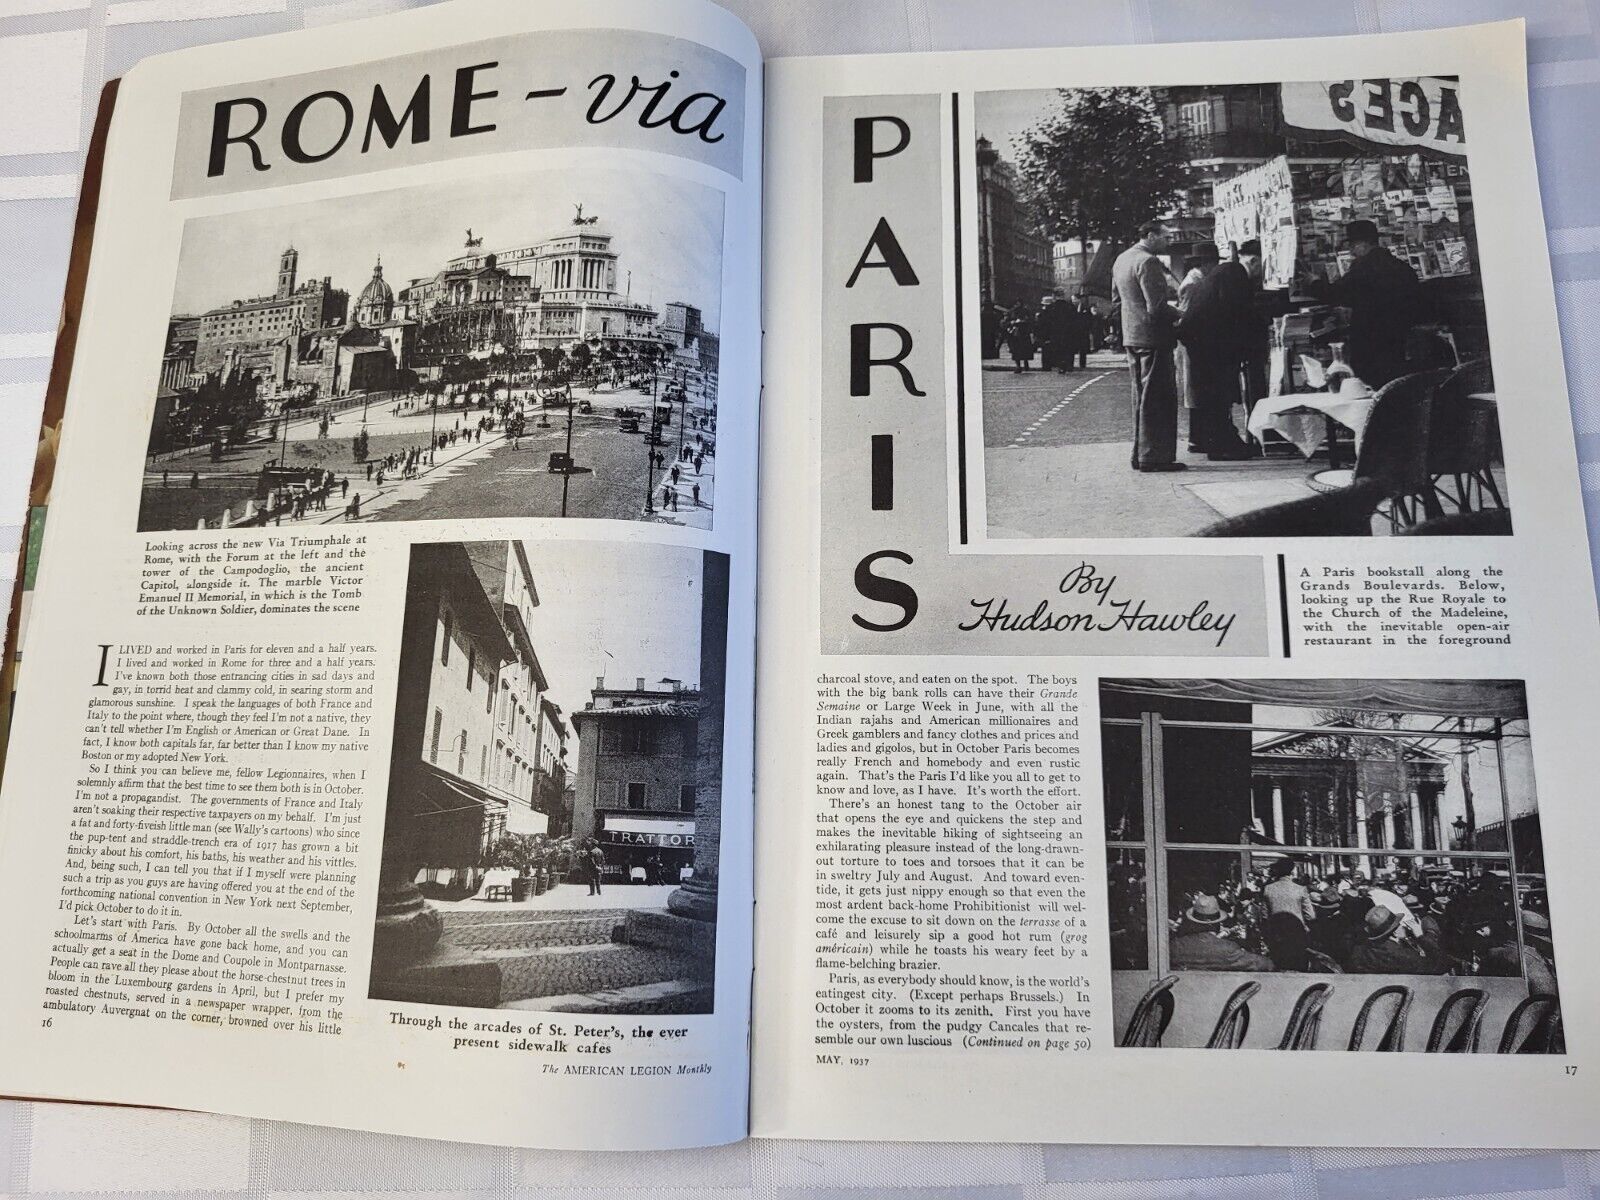 ROME - via
Looking across the new Via Triumphale at
Rome, with the Forum at the left and the
tower of the Campodoglio, the ancient
Capitol, alongside it. The marble Victor
Emanuel II Memorial, in which is the Tomb
of the Unknown Soldier, dominates the scene
I LIVED and worked in Paris for eleven and a half years.
I lived and worked in Rome for three and a half years.
I've known both those entrancing cities in sad days and
gay, in torrid heat and clammy cold, in searing storm and
glamorous sunshine. I speak the languages of both France and
Italy to the point where, though they feel I'm not a native, they
can't tell whether I'm English or American or Great Dane. In
fact, I know both capitals far, far better than I know my native
Boston or my adopted New York.
So I think you can believe me, fellow Legionnaires, when I
solemnly affirm that the best time to see them both is in October.
I'm not a propagandist. The governments of France and Italy
aren't soaking their respective taxpayers on my behalf. I'm just
a fat and forty-fiveish little man (see Wally's cartoons) who since
the pup-tent and straddle-trench era of 1917 has grown a bit
finicky about his comfort, his baths, his weather and his vittles.
And, being such, I can tell you that if I myself were planning
such a trip as you guys are having offered you at the end of the
forthcoming national convention in New York next September,
I'd pick October to do it in.
Let's start with Paris. By October all the swells and the
schoolmarms of America have gone back home, and you can
actually get a seat in the Dome and Coupole in Montparnasse.
People can rave all they please about the horse-chestnut trees in
bloom in the Luxembourg gardens in April, but I prefer my
roasted chestnuts, served in a newspaper wrapper, from the
ambulatory Auvergnat on the corner, browned over his little
TRATTOR
Through the arcades of St. Peter's, the ever
present sidewalk cafes
16
The AMERICAN LEGION Monthly
PARIS
AGES
By
Hudson Hawley
A Paris bookstall along the
Grands Boulevards. Below,
looking up the Rue Royale to
the Church of the Madeleine,
with the inevitable open-air
restaurant in the foreground
charcoal stove, and eaten on the spot. The boys
with the big bank rolls can have their Grande
Semaine or Large Week in June, with all the
Indian rajahs and American millionaires and
Greek gamblers and fancy clothes and prices and
ladies and gigolos, but in October Paris becomes
really French and homebody and even rustic
again. That's the Paris I'd like you all to get to
know and love, as I have. It's worth the effort.
There's an honest tang to the October air
that opens the eye and quickens the step and
makes the inevitable hiking of sightseeing an
exhilarating pleasure instead of the long-drawn-
out torture to toes and torsoes that it can be
in sweltry July and August. And toward even-
tide, it gets just nippy enough so that even the
most ardent back-home Prohibitionist will wel-
come the excuse to sit down on the terrasse of a
café and leisurely sip a good hot rum (grog
américain) while he toasts his weary feet by a
flame-belching brazier.
Paris, as everybody should know, is the world's
eatingest city. (Except perhaps Brussels.) In
October it zooms to its zenith. First you have
the oysters, from the pudgy Cancales that re-
semble our own luscious (Continued on page 50)
MAY, 1937
17